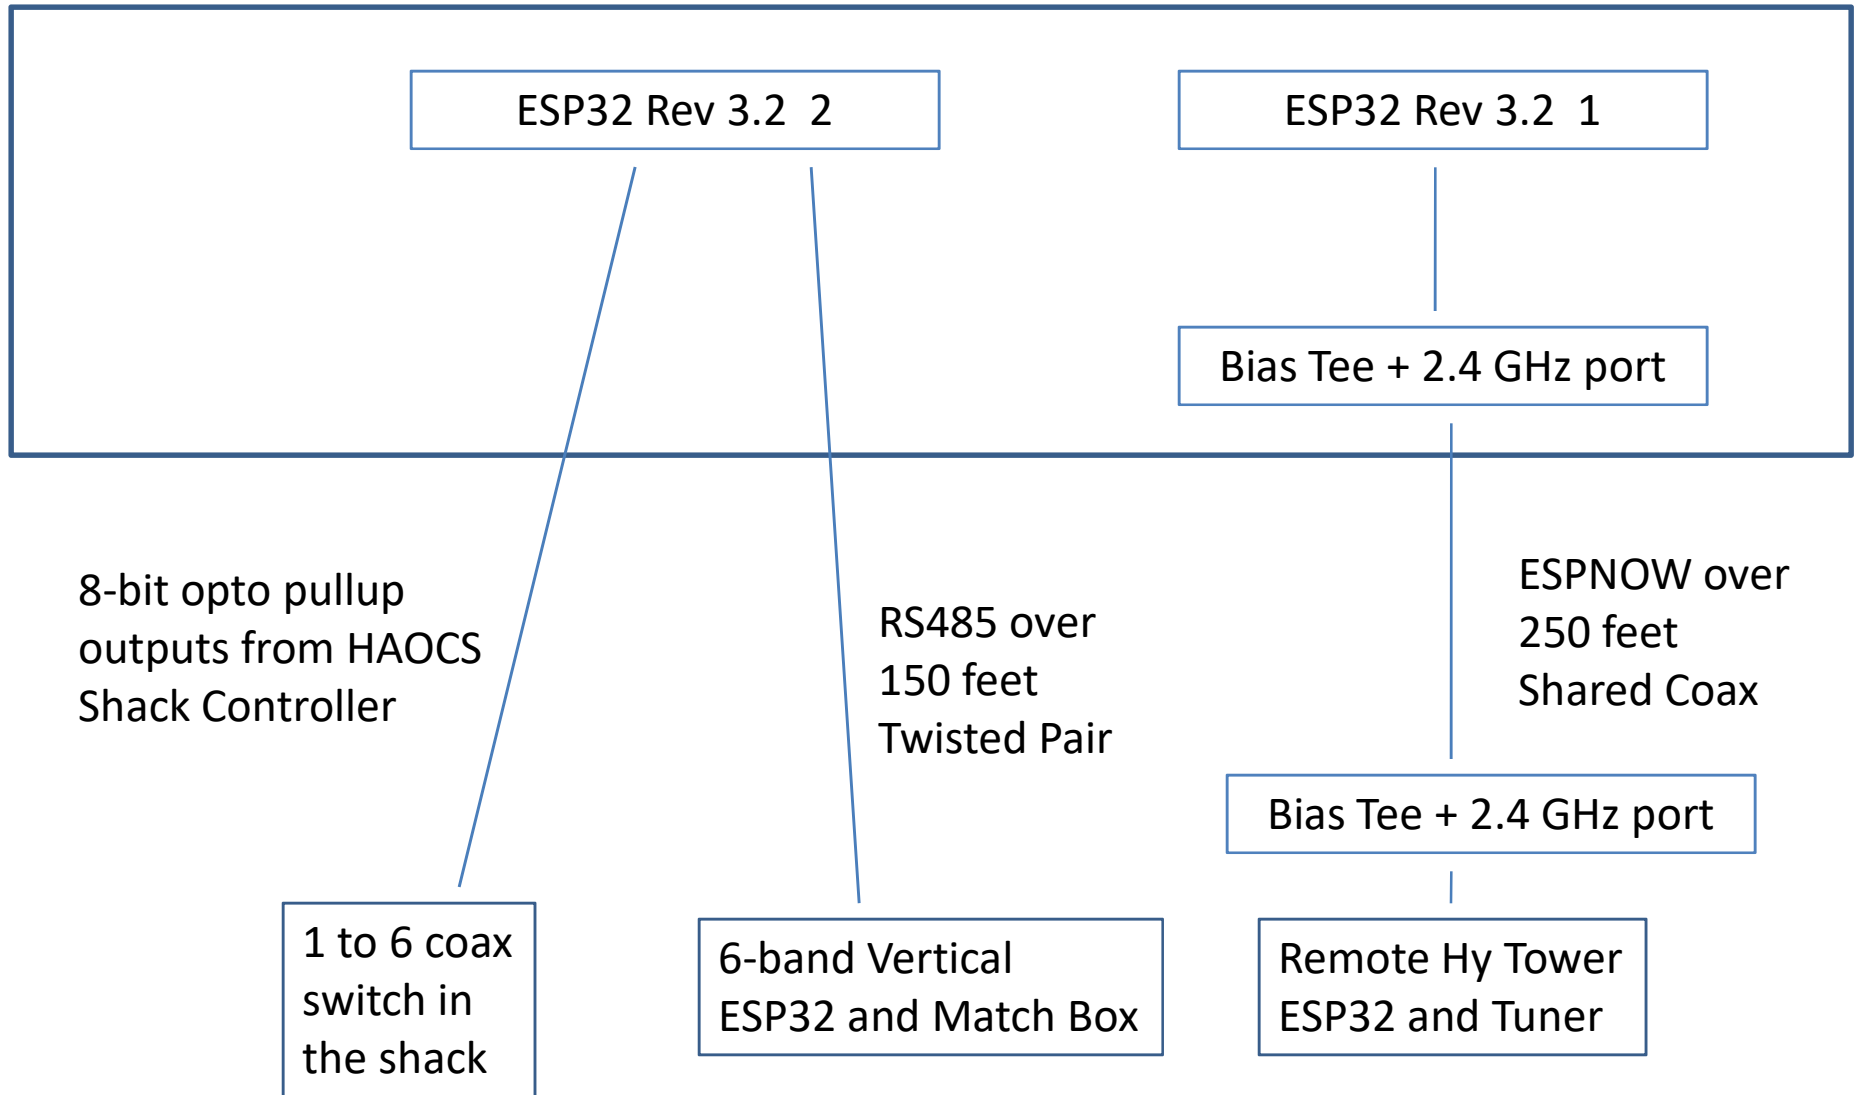 ESP32 Rev 3.2  2
ESP32 Rev 3.2  1
Bias Tee + 2.4 GHz port
8-bit opto pullup
outputs from HAOCS
Shack Controller
RS485 over
150 feet
Twisted Pair
ESPNOW over
250 feet
Shared Coax
Bias Tee + 2.4 GHz port
1 to 6 coax
switch in
the shack
6-band Vertical
ESP32 and Match Box
Remote Hy Tower
ESP32 and Tuner